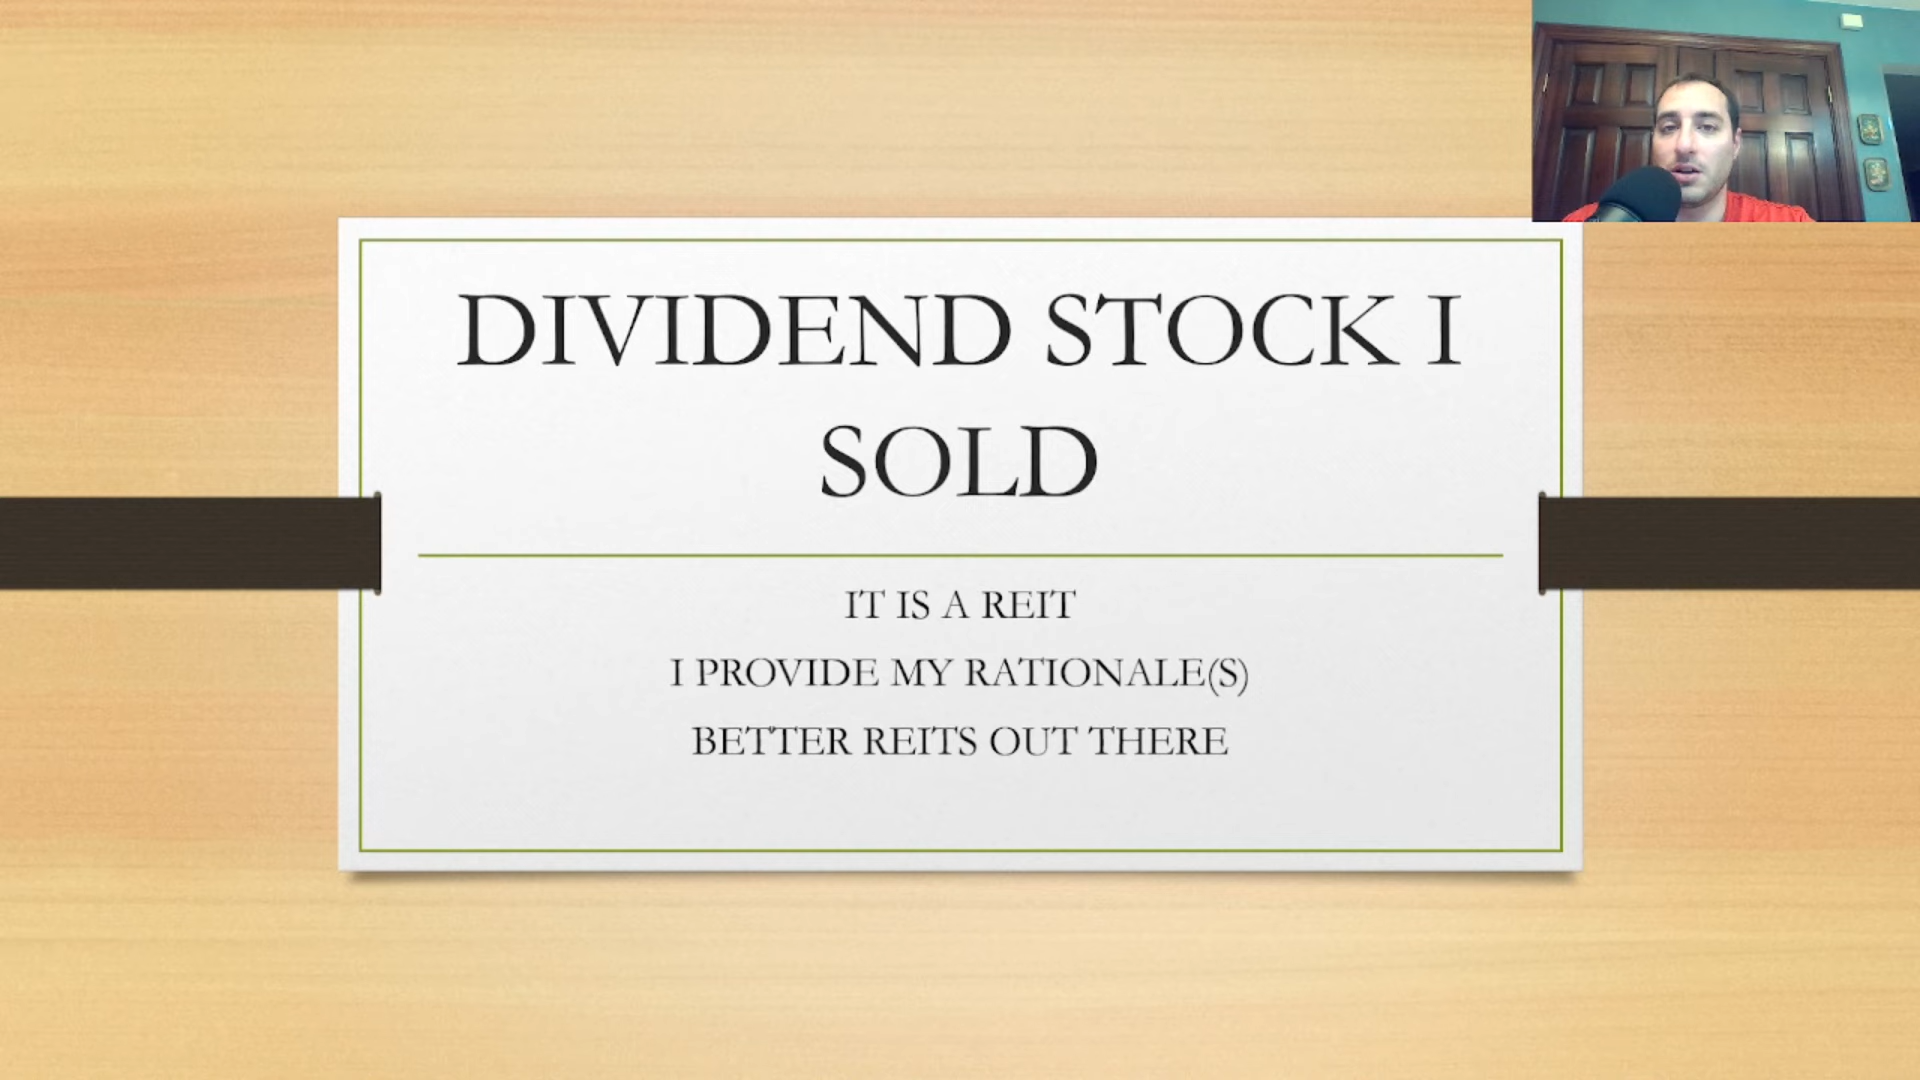 DIVIDEND STOCK I
SOLD
IT IS A REIT
I PROVIDE MY RATIONALE(S)
BETTER REITS OUT THERE